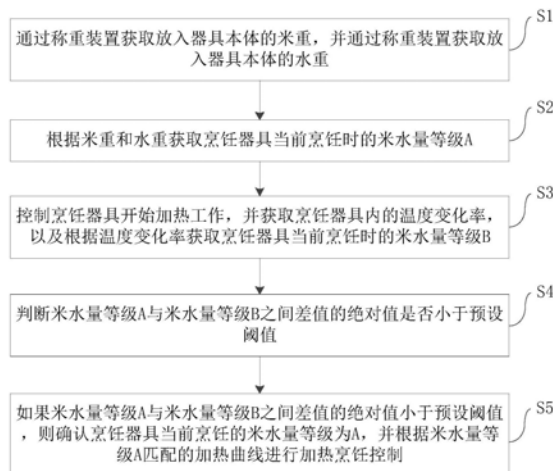 S1
通过称重装置获取放入器具本体的米重,并通过称重装置获取放
入器具本体的水重
S2
根据米重和水重获取烹饪器具当前烹饪时的米水量等级A
S3
控制烹饪器具开始加热工作,并获取烹饪器具内的温度变化率,
以及根据温度变化率获取烹饪器具当前烹饪时的米水量等级B
S4
判断米水量等级A与米水量等级B之间差值的绝对值是否小于预设
阈值
S5
如果米水量等级A与米水量等级B之间差值的绝对值小于预设阈值
,则确认烹饪器具当前烹饪的米水量等级为A,并根据米水量等
级A匹配的加热曲线进行加热烹饪控制